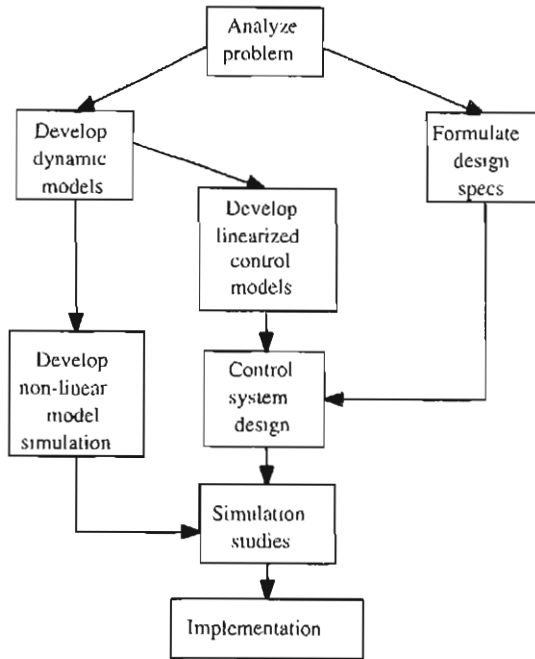 Analyze
problem
Develop
dynamic
models
Formulate
design
specs
Develop
linearized
control
models
Develop
non-linear
model
simulation
Control
system
design
Simulation
studies
Implementation